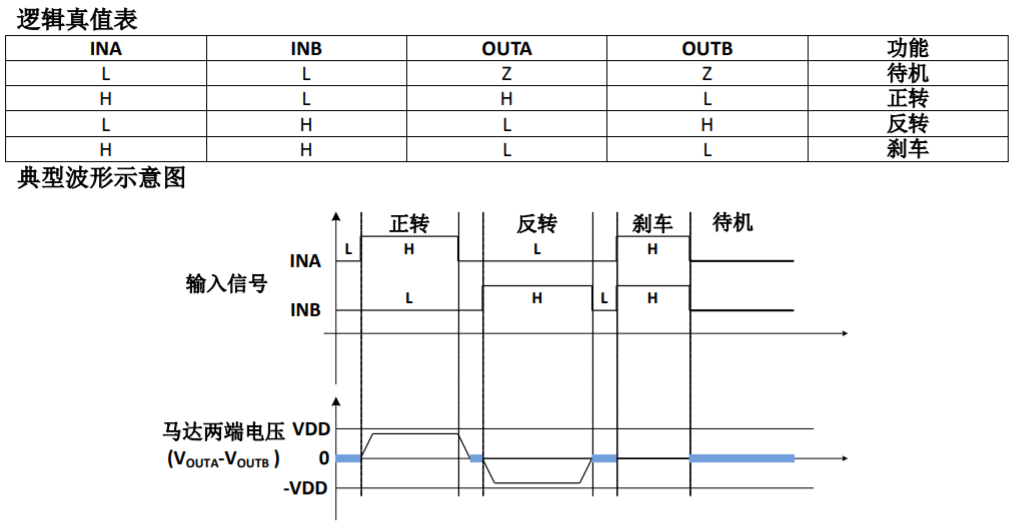 逻辑真值表
INA INB OUTA OUTB 功能
L L Z Z 待机
H L H L 正转
L H L H 反转
H H L L 刹车
典型波形示意图
正转 反转 刹车 待机
L H L H
INA
输入信号
L H L H
INB
马达两端电压 VDD
(VOUTA-VOUTB) 0
-VDD